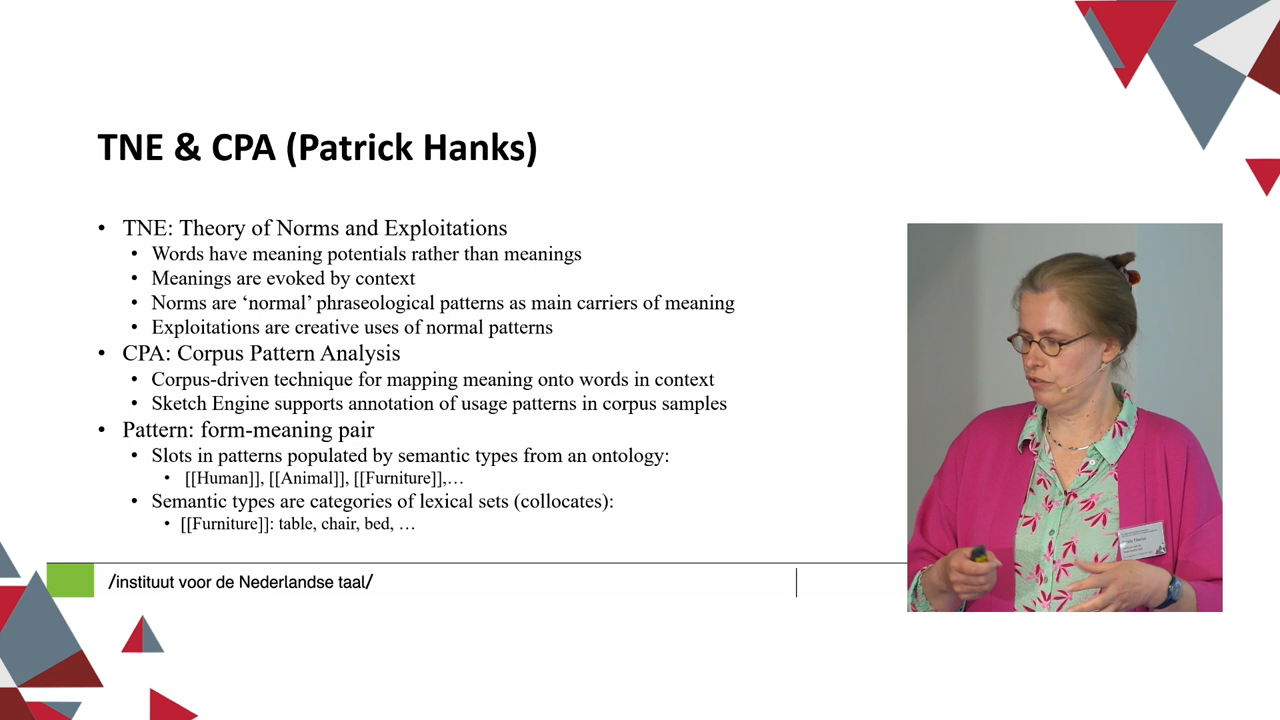 TNE & CPA (Patrick Hanks)
• TNE: Theory of Norms and Exploitations
• Words have meaning potentials rather than meanings
• Meanings are evoked by context
• Norms are ‘normal’ phraseological patterns as main carriers of meaning
• Exploitations are creative uses of normal patterns
• CPA: Corpus Pattern Analysis
• Corpus-driven technique for mapping meaning onto words in context
• Sketch Engine supports annotation of usage patterns in corpus samples
• Pattern: form-meaning pair
• Slots in patterns populated by semantic types from an ontology:
• [[Human]], [[Animal]], [[Furniture]],…
• Semantic types are categories of lexical sets (collocates):
• [[Furniture]]: table, chair, bed, …
/instituut voor de Nederlandse taal/